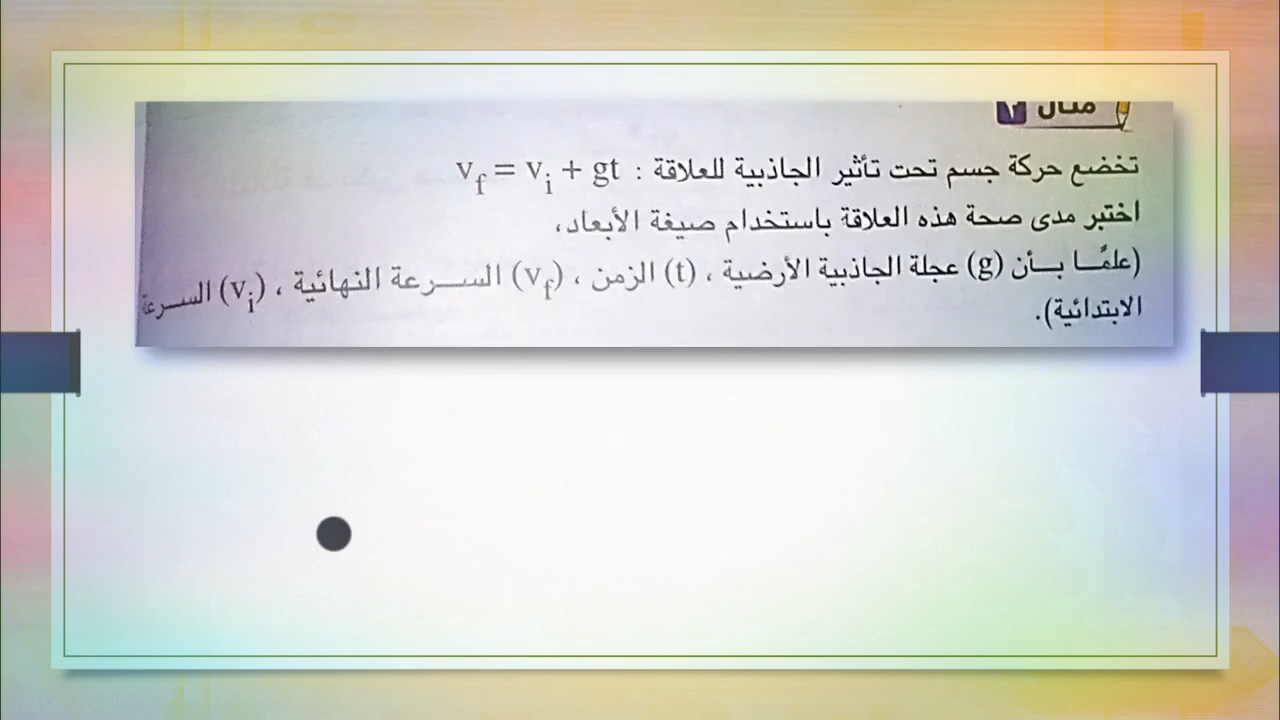 مثال ٢
تخضع حركة جسم تحت تأثير الجاذبية للعلاقة : v_f = v_i + gt
اختبر مدى صحة هذه العلاقة باستخدام صيغة الأبعاد،
(علمًا بأن (g) عجلة الجاذبية الأرضية ، (t) الزمن ، (v_f) السرعة النهائية ، (v_i) السرعة
الابتدائية).